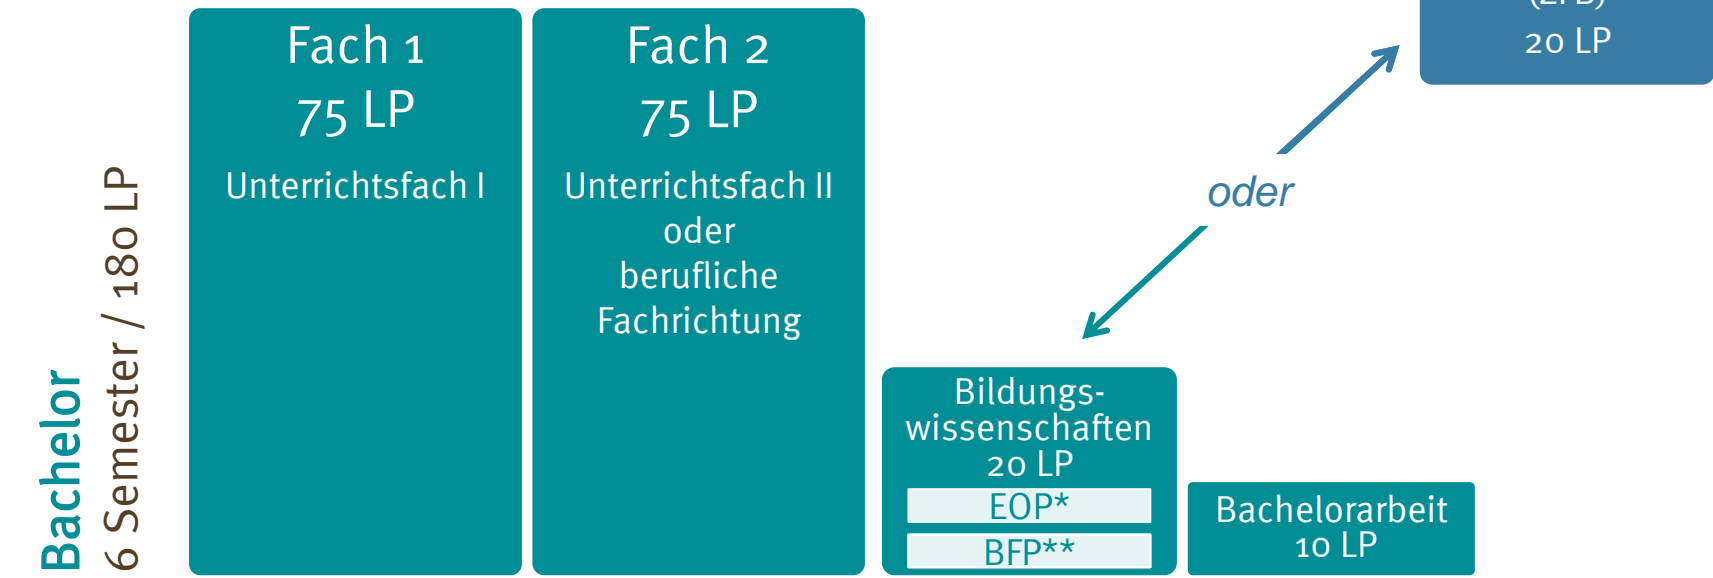 Bachelor
6 Semester / 180 LP
Fach 1
75 LP
Unterrichtsfach I
Fach 2
75 LP
Unterrichtsfach II
oder
berufliche
Fachrichtung
20 LP
oder
Bildungs-
wissenschaften
20 LP
EOP*
BFP**
Bachelorarbeit
10 LP